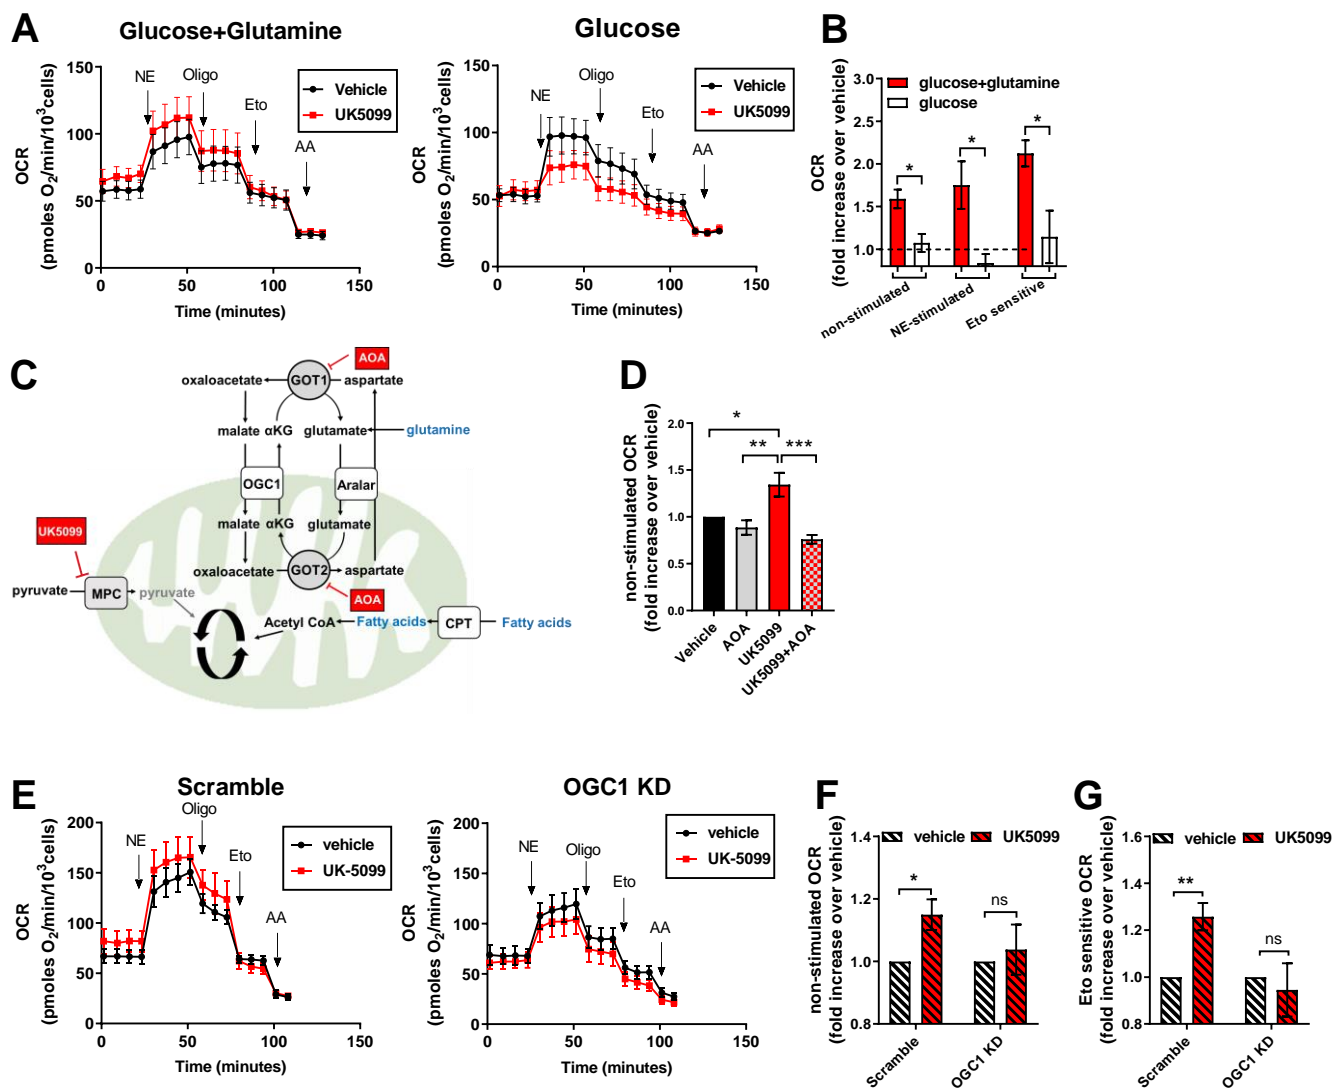 A
Glucose+Glutamine
OCR
(pmoles O2/min/10³cells)
150
100
50
0
NE
Oligo
Eto
AA
Vehicle
UK5099
0
50
100
150
Time (minutes)
Glucose
OCR
(pmoles O2/min/10³cells)
150
100
50
0
NE
Oligo
Eto
AA
Vehicle
UK5099
0
50
100
150
Time (minutes)
B
OCR
(fold increase over vehicle)
3.0
2.5
2.0
1.5
1.0
glucose+glutamine
glucose
*
*
*
non-stimulated
NE-stimulated
Eto sensitive
C
AOA
oxaloacetate
GOT1
aspartate
malate
αKG
glutamate
glutamine
OGC1
Aralar
malate
αKG
glutamate
UK5099
oxaloacetate
GOT2
aspartate
pyruvate
MPC
pyruvate
AOA
Acetyl CoA
Fatty acids
CPT
Fatty acids
D
non-stimulated OCR
(fold increase over vehicle)
2.0
1.5
1.0
0.5
0.0
*
**
***
Vehicle
AOA
UK5099
UK5099+AOA
E
Scramble
OCR
(pmoles O2/min/10³cells)
200
150
100
50
0
NE
Oligo
Eto
AA
vehicle
UK-5099
0
50
100
150
Time (minutes)
OGC1 KD
OCR
(pmoles O2/min/10³cells)
200
150
100
50
0
NE
Oligo
Eto
AA
vehicle
UK-5099
0
50
100
150
Time (minutes)
F
non-stimulated OCR
(fold increase over vehicle)
1.4
1.2
1.0
0.8
vehicle
UK5099
*
ns
Scramble
OGC1 KD
G
Eto sensitive OCR
(fold increase over vehicle)
1.6
1.4
1.2
1.0
0.8
vehicle
UK5099
**
ns
Scramble
OGC1 KD